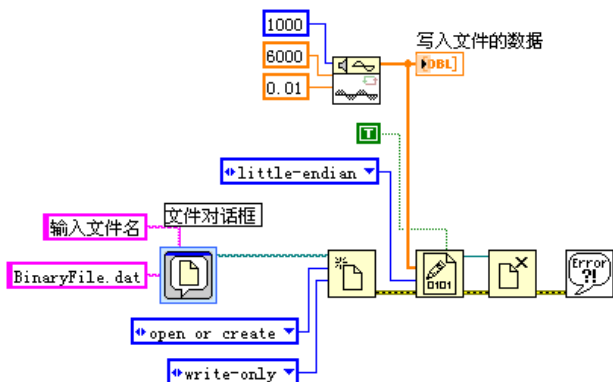 1000
写入文件的数据
6000
DBL]
0.01
T
little-endian
文件对话框
输入文件名
BinaryFile.dat
0101
Error
?!
open or create
write-only